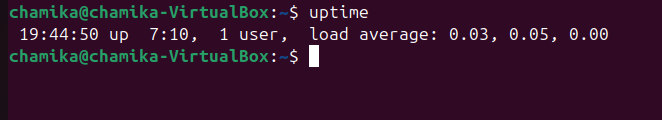 chamika@chamika-VirtualBox:~$ uptime
 19:44:50 up  7:10,  1 user,  load average: 0.03, 0.05, 0.00
chamika@chamika-VirtualBox:~$